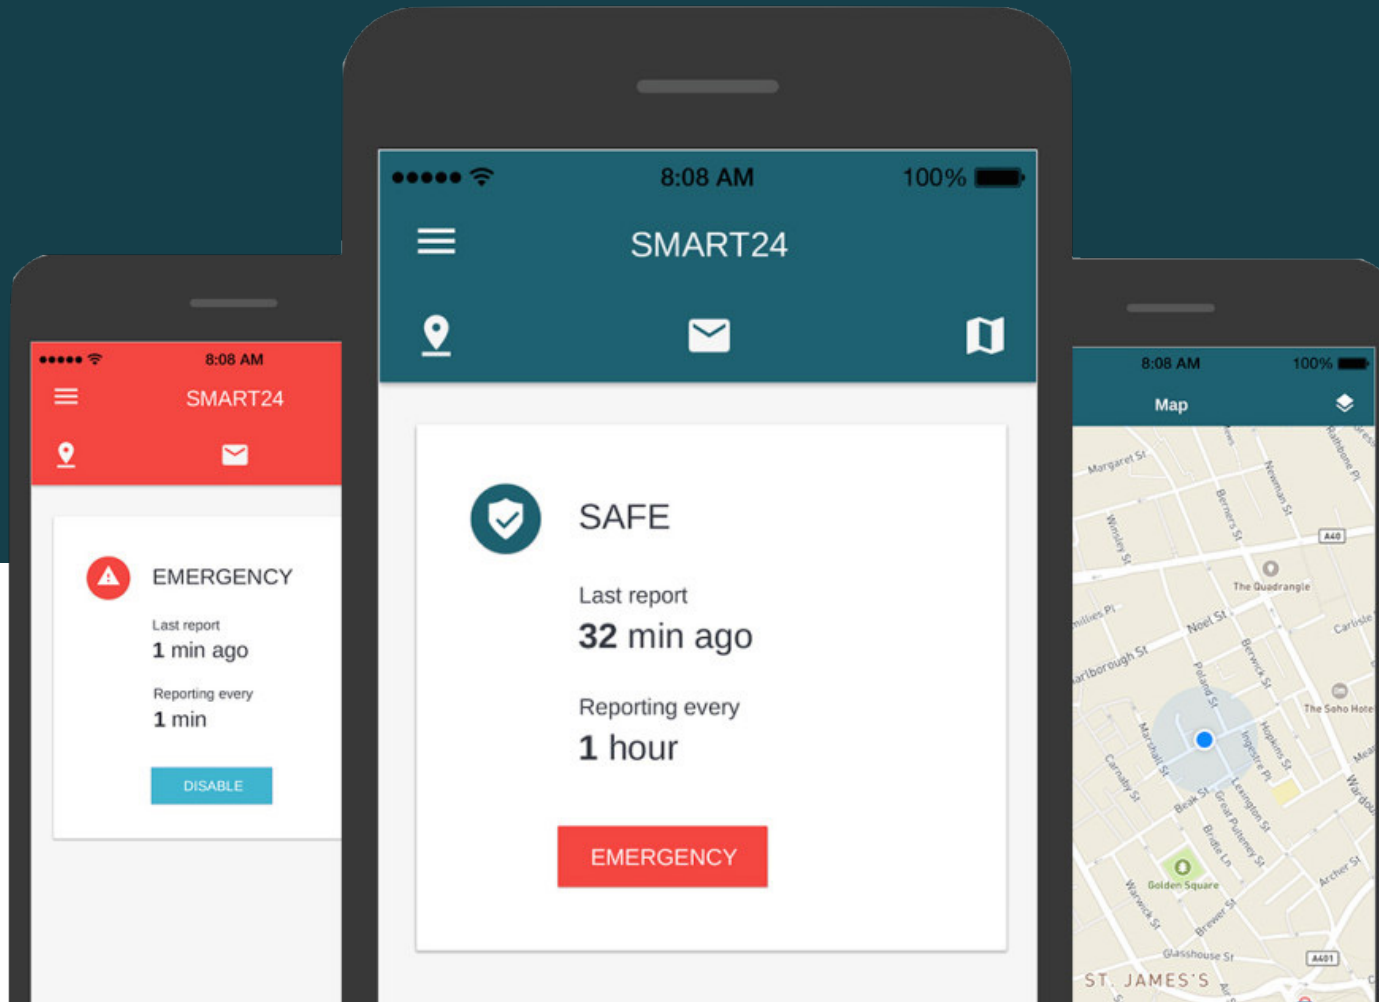 8:08 AM
SMART24
EMERGENCY
Last report
1 min ago
Reporting every
1 min
DISABLE
8:08 AM
100%
SMART24
SAFE
Last report
32 min ago
Reporting every
1 hour
EMERGENCY
8:08 AM
100%
Map
Margaret St
Winsley St
Berners St
Newman St
Rathbone Pl
A40
The Quadrangle
Noel St
Carlisle
Berwick St
Poland St
The Soho Hotel
Marshall St
Ingestre Pl
Hopkins St
Carnaby St
Beak St
Lexington St
Great Pulteney St
Bridle Ln
Golden Square
Archer St
Warwick St
Brewer St
Glasshouse St
A401
ST. JAMES'S